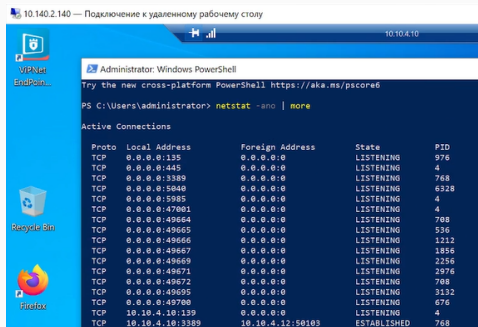 10.140.2.140 — Подключение к удаленному рабочему столу
10.10.4.10
ViPNet
EndPoin...
Administrator: Windows PowerShell
Try the new cross-platform PowerShell https://aka.ms/pscore6
PS C:\Users\administrator> netstat -ano | more
Active Connections
Proto Local Address Foreign Address State PID
TCP 0.0.0.0:135 0.0.0.0:0 LISTENING 976
TCP 0.0.0.0:445 0.0.0.0:0 LISTENING 4
TCP 0.0.0.0:3389 0.0.0.0:0 LISTENING 768
TCP 0.0.0.0:5040 0.0.0.0:0 LISTENING 6328
TCP 0.0.0.0:5985 0.0.0.0:0 LISTENING 4
TCP 0.0.0.0:47001 0.0.0.0:0 LISTENING 4
TCP 0.0.0.0:49664 0.0.0.0:0 LISTENING 708
TCP 0.0.0.0:49665 0.0.0.0:0 LISTENING 536
TCP 0.0.0.0:49666 0.0.0.0:0 LISTENING 1212
TCP 0.0.0.0:49667 0.0.0.0:0 LISTENING 1856
TCP 0.0.0.0:49669 0.0.0.0:0 LISTENING 2256
TCP 0.0.0.0:49671 0.0.0.0:0 LISTENING 2976
TCP 0.0.0.0:49672 0.0.0.0:0 LISTENING 708
TCP 0.0.0.0:49695 0.0.0.0:0 LISTENING 3132
TCP 0.0.0.0:49700 0.0.0.0:0 LISTENING 676
TCP 10.10.4.10:139 0.0.0.0:0 LISTENING 4
TCP 10.10.4.10:3389 10.10.4.12:50103 ESTABLISHED 768
Recycle Bin
Firefox